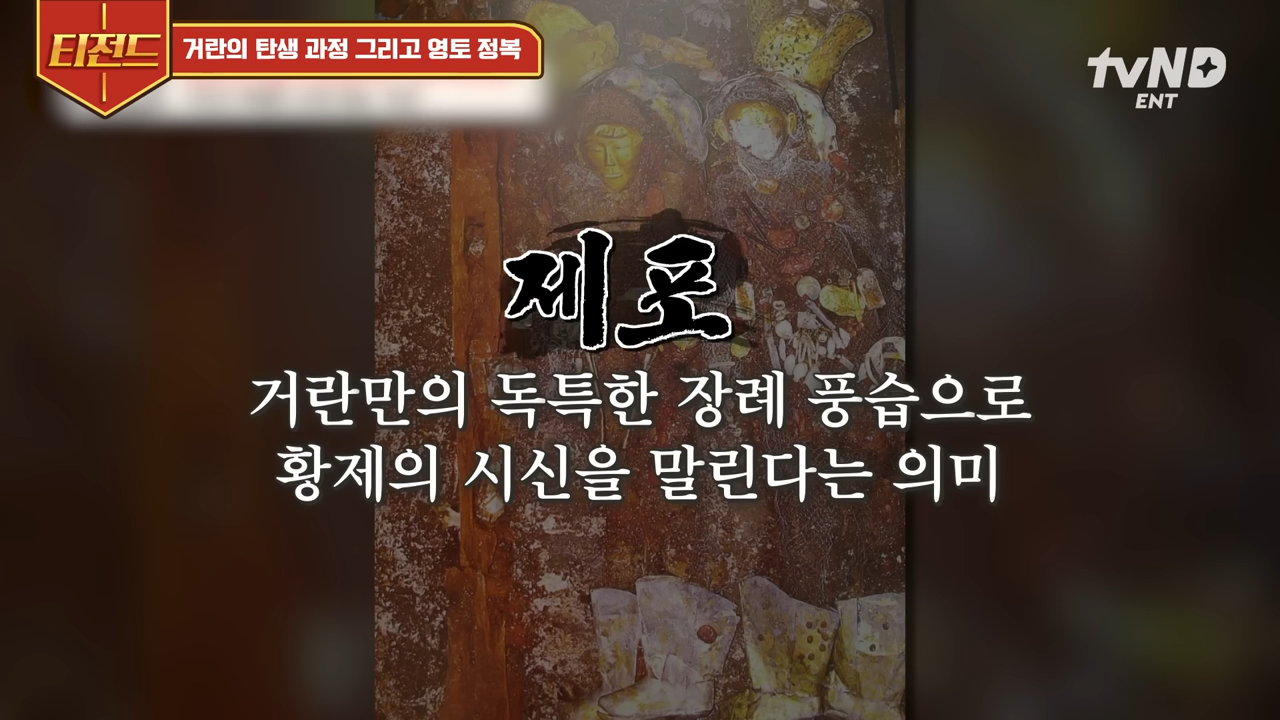 티전드
거란의 탄생 과정 그리고 영토 정복
tvND
ENT
제포
거란만의 독특한 장례 풍습으로
황제의 시신을 말린다는 의미